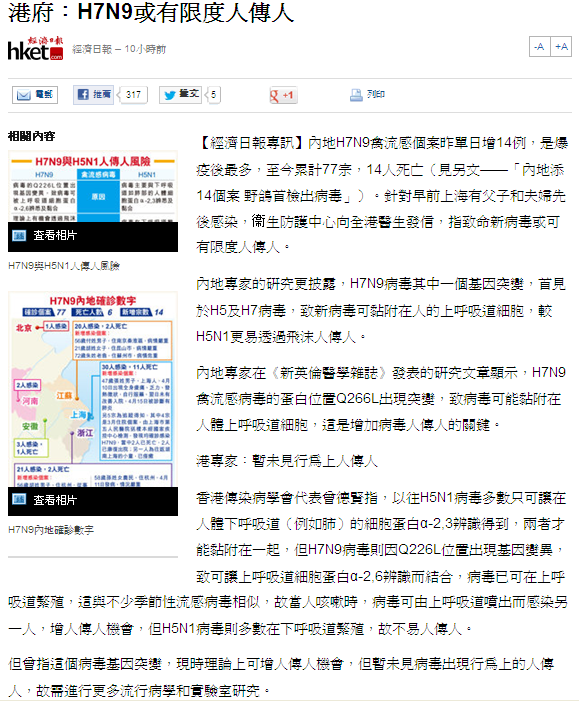 港府：H7N9或有限度人傳人
經濟日報
hket.com
經濟日報 – 10小時前
-A
+A
電郵
推薦
317
推文
5
+1
列印
相關內容
H7N9與H5N1人傳人風險
H7N9
禽流感病毒
H5N1
原因
查看相片
H7N9與H5N1人傳人風險
H7N9內地確診數字
確診個案 77 死亡人數 6 新增宗數 14
北京
1人感染
20人感染，2人死亡
30人感染，11人死亡
2人感染
河南
江蘇
上海
安徽
浙江
3人感染，
1人死亡
21人感染，2人死亡
查看相片
H7N9內地確診數字
【經濟日報專訊】內地H7N9禽流感個案昨單日增14例，是爆
疫後最多，至今累計77宗，14人死亡（見另文——「內地添
14個案 野鴿首檢出病毒」）。針對早前上海有父子和夫婦先
後感染，衞生防護中心向全港醫生發信，指致命新病毒或可
有限度人傳人。
內地專家的研究更披露，H7N9病毒其中一個基因突變，首見
於H5及H7病毒，致新病毒可黏附在人的上呼吸道細胞，較
H5N1更易透過飛沫人傳人。
內地專家在《新英倫醫學雜誌》發表的研究文章顯示，H7N9
禽流感病毒的蛋白位置Q266L出現突變，致病毒可能黏附在
人體上呼吸道細胞，這是增加病毒人傳人的關鍵。
港專家：暫未見行為上人傳人
香港傳染病學會代表曾德賢指，以往H5N1病毒多數只可讓在
人體下呼吸道（例如肺）的細胞蛋白α-2,3辨識得到，兩者才
能黏附在一起，但H7N9病毒則因Q226L位置出現基因變異，
致可讓上呼吸道細胞蛋白α-2,6辨識而結合，病毒已可在上呼
吸道繁殖，這與不少季節性流感病毒相似，故當人咳嗽時，病毒可由上呼吸道噴出而感染另
一人，增人傳人機會，但H5N1病毒則多數在下呼吸道繁殖，故不易人傳人。
但曾指這個病毒基因突變，現時理論上可增人傳人機會，但暫未見病毒出現行為上的人傳
人，故需進行更多流行病學和實驗室研究。